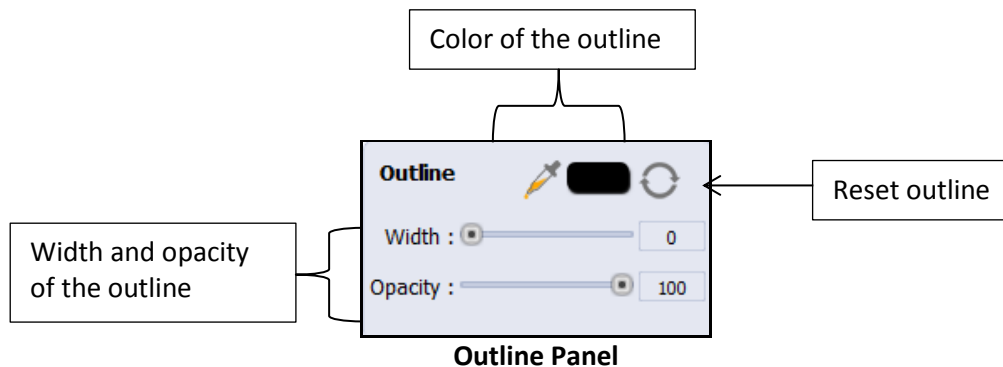 Color of the outline
Outline
Reset outline
Width : 0
Width and opacity
of the outline
Opacity : 100
Outline Panel